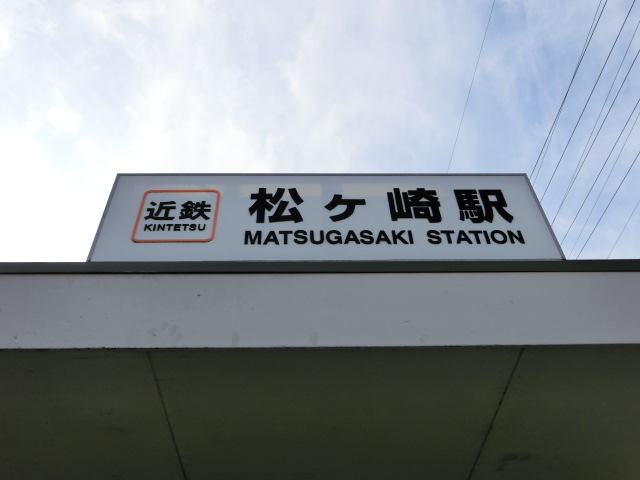 近鉄
KINTETSU
松ヶ崎駅
MATSUGASAKI STATION